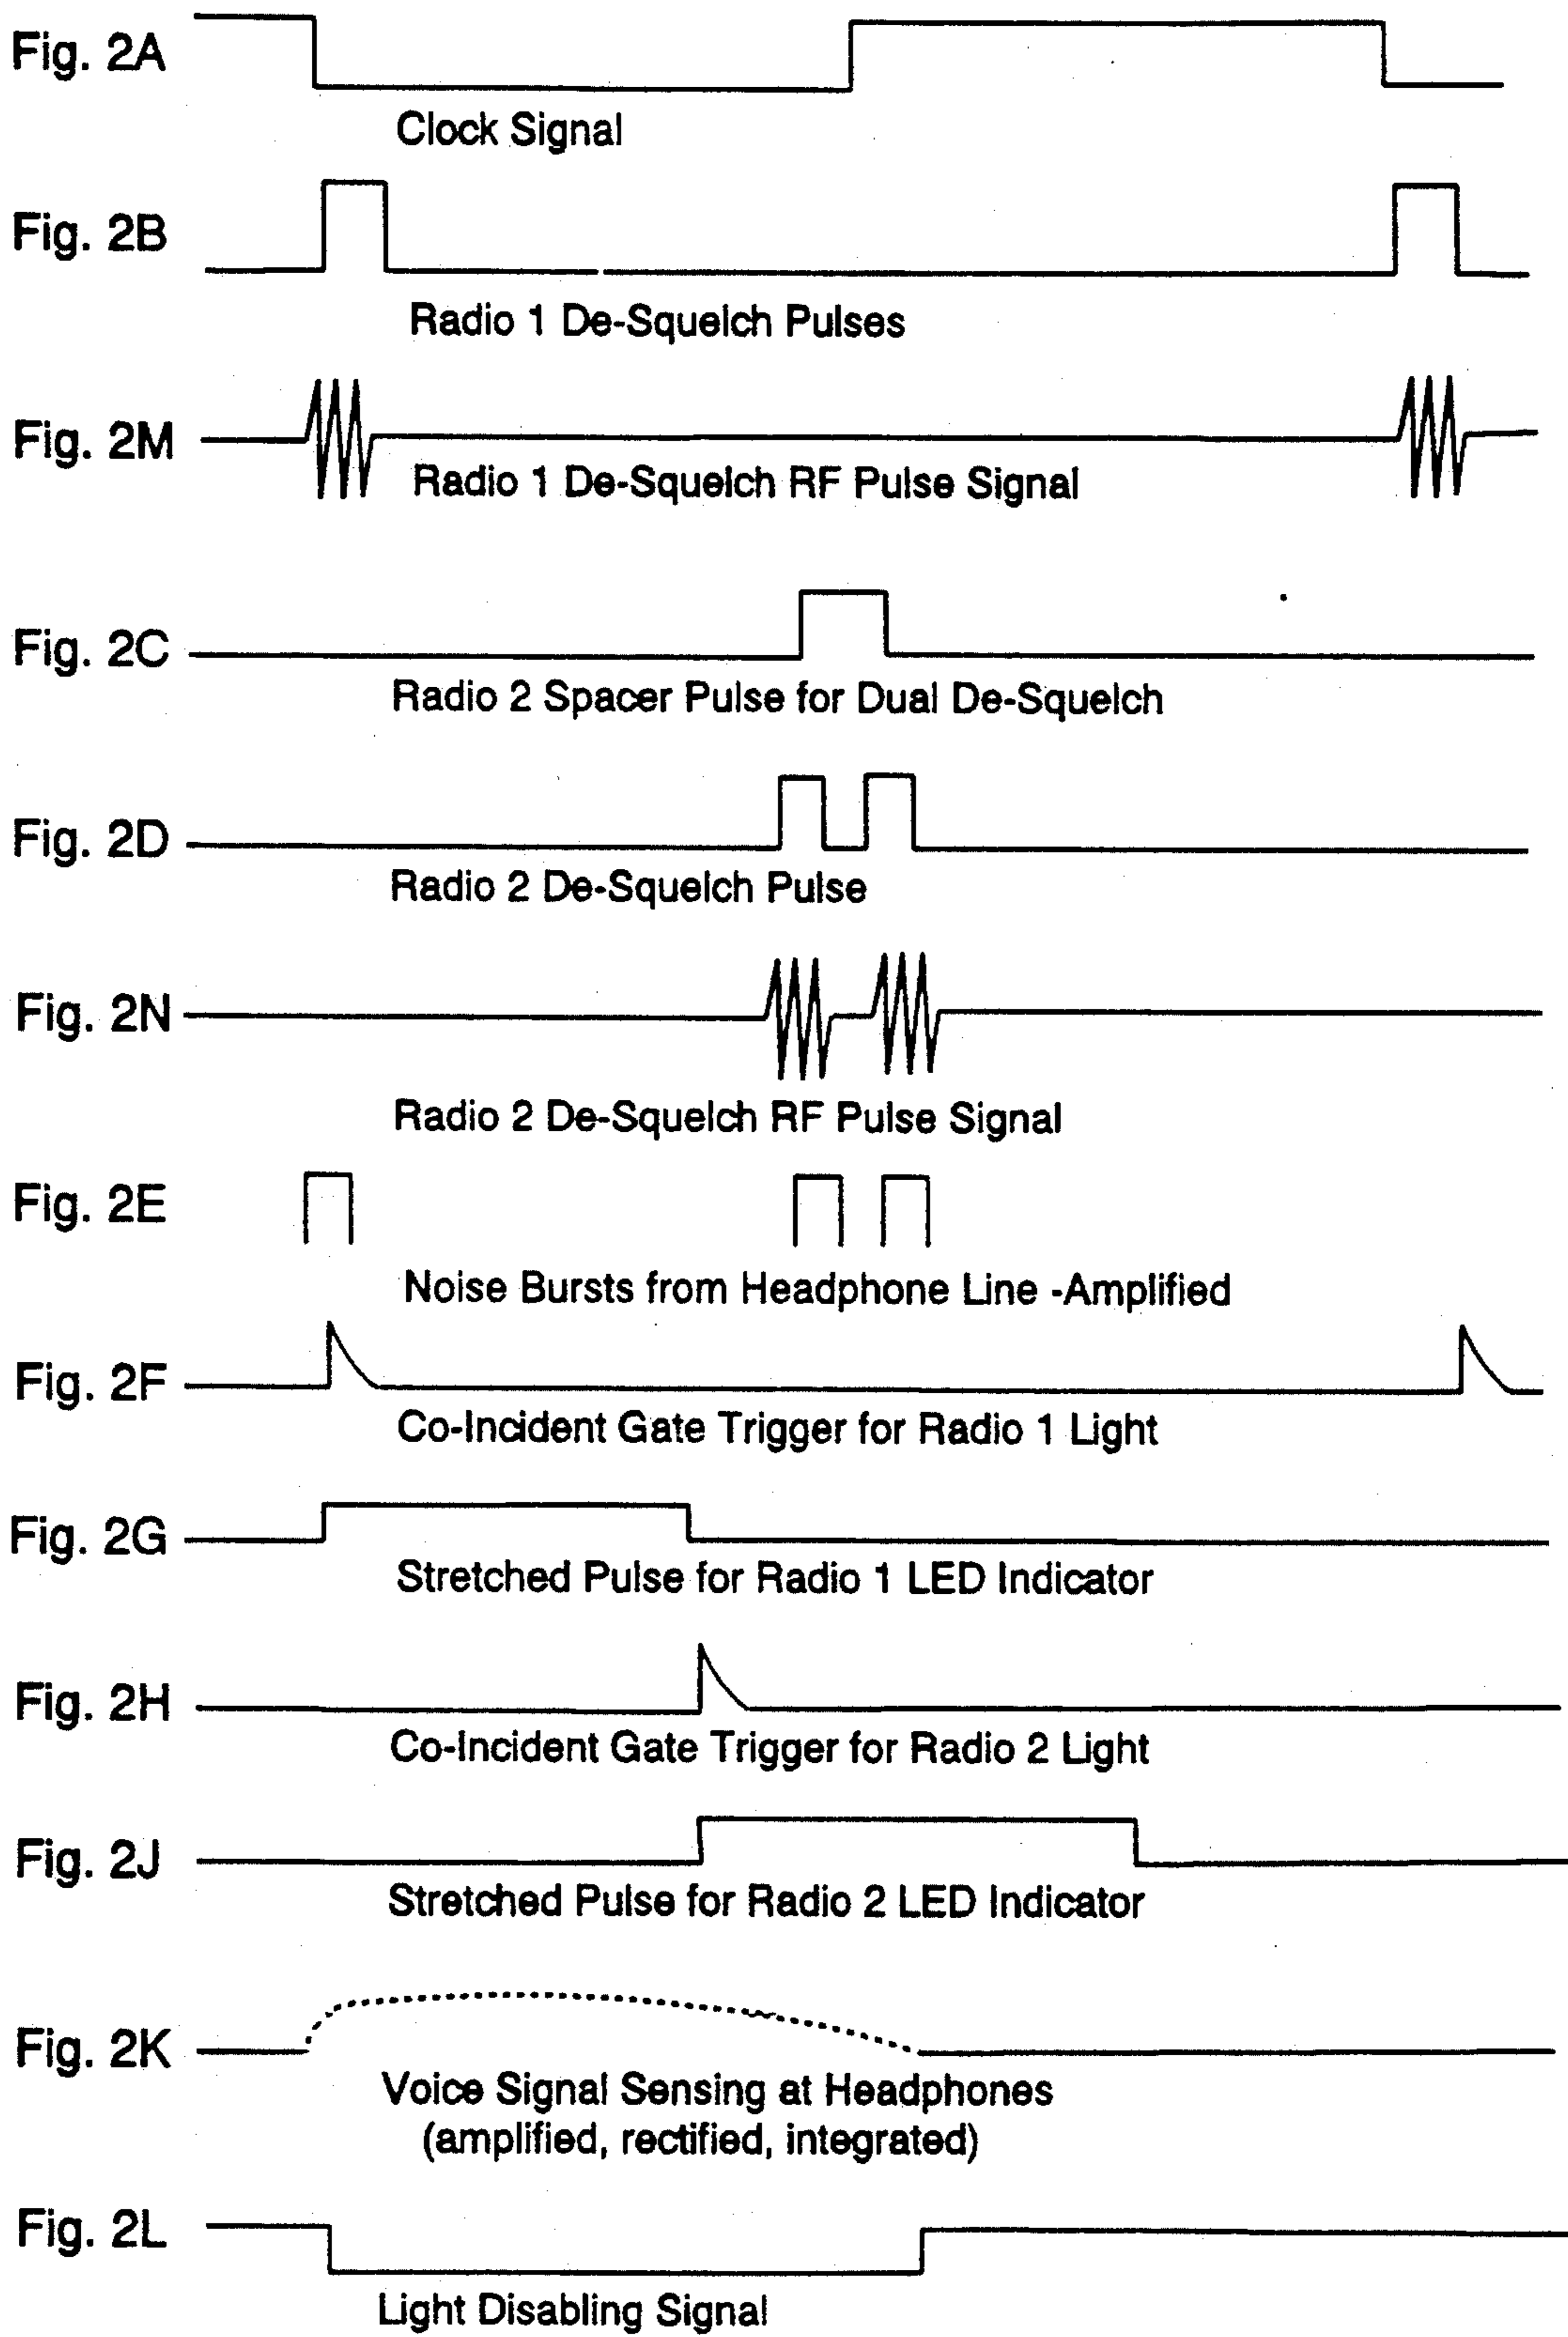 Fig. 2A
Clock Signal
Fig. 2B
Radio 1 De-Squelch Pulses
Fig. 2M
Radio 1 De-Squelch RF Pulse Signal
Fig. 2C
Radio 2 Spacer Pulse for Dual De-Squelch
Fig. 2D
Radio 2 De-Squelch Pulse
Fig. 2N
Radio 2 De-Squelch RF Pulse Signal
Fig. 2E
Noise Bursts from Headphone Line -Amplified
Fig. 2F
Co-Incident Gate Trigger for Radio 1 Light
Fig. 2G
Stretched Pulse for Radio 1 LED Indicator
Fig. 2H
Co-Incident Gate Trigger for Radio 2 Light
Fig. 2J
Stretched Pulse for Radio 2 LED Indicator
Fig. 2K
Voice Signal Sensing at Headphones
(amplified, rectified, integrated)
Fig. 2L
Light Disabling Signal